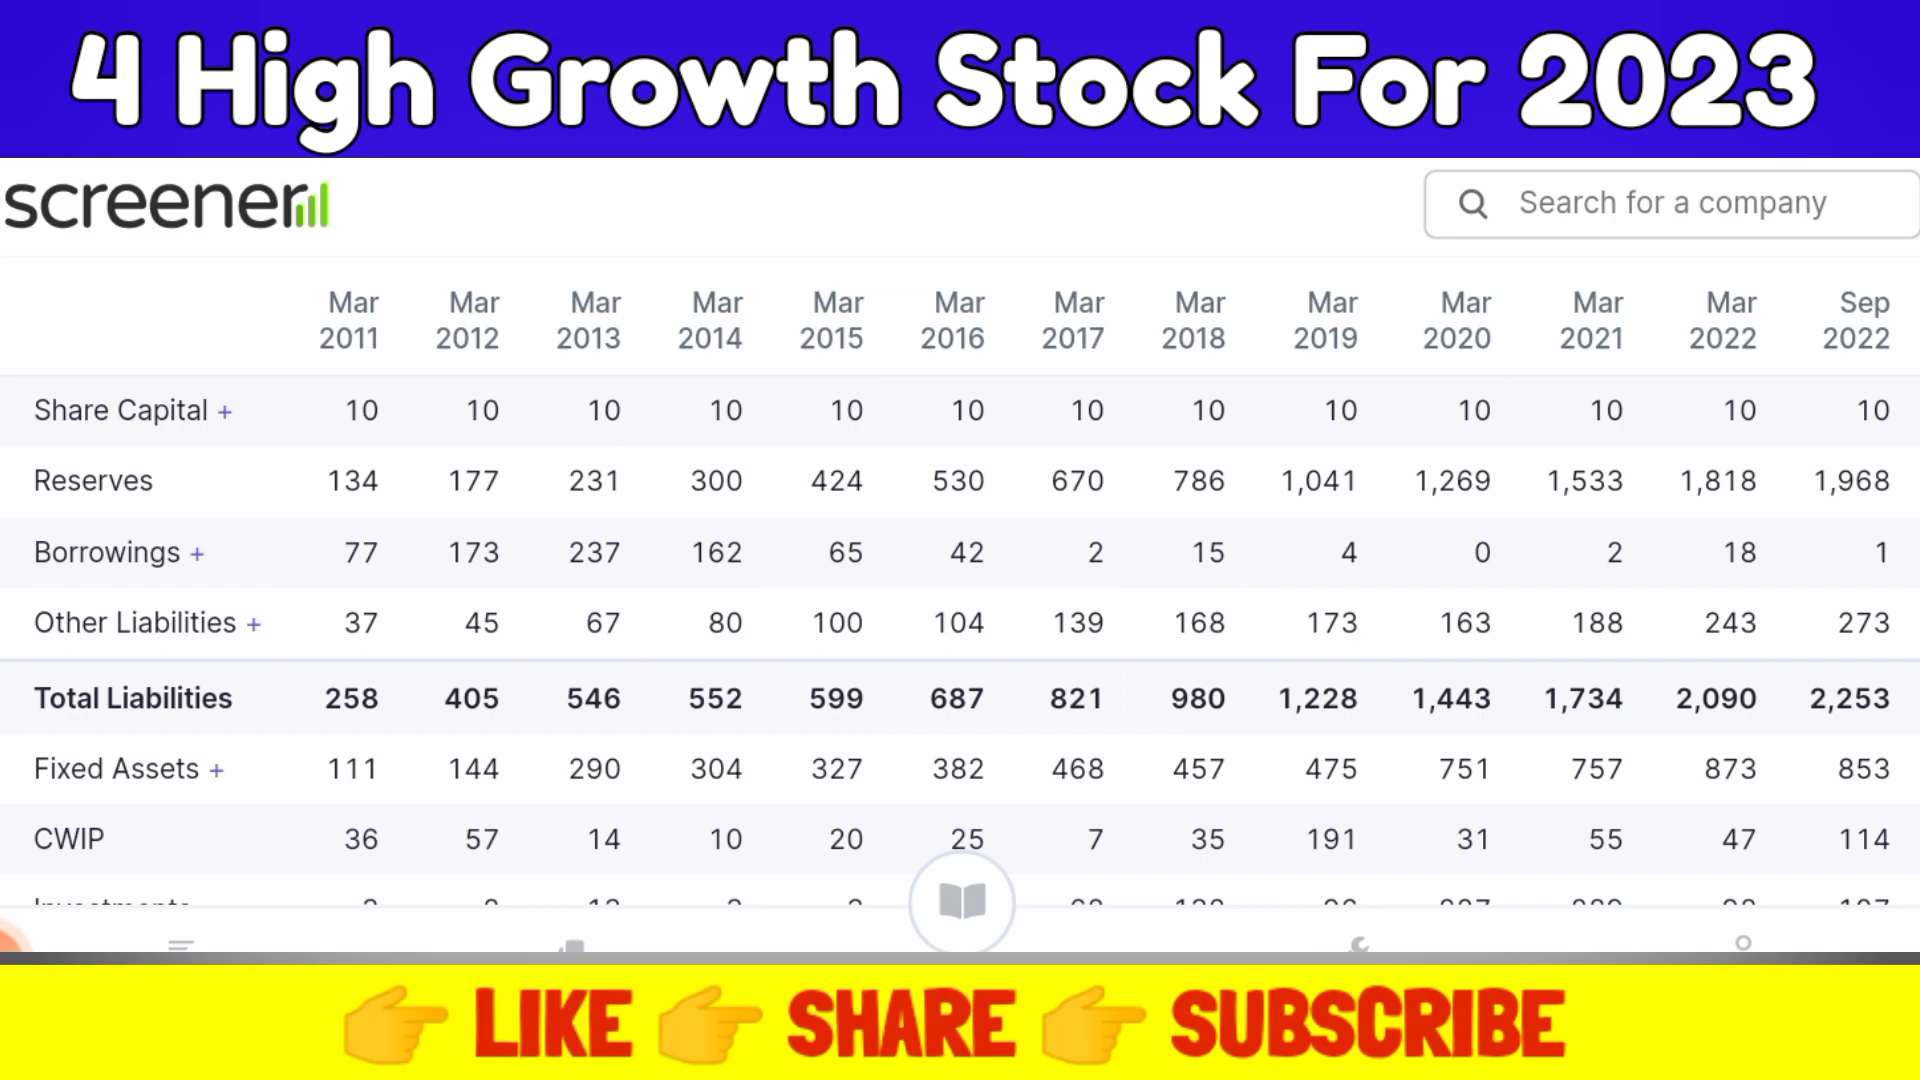 4 High Growth Stock For 2023
screener
Search for a company
Mar 2011 Mar 2012 Mar 2013 Mar 2014 Mar 2015 Mar 2016 Mar 2017 Mar 2018 Mar 2019 Mar 2020 Mar 2021 Mar 2022 Sep 2022
Share Capital + 10 10 10 10 10 10 10 10 10 10 10 10 10
Reserves 134 177 231 300 424 530 670 786 1,041 1,269 1,533 1,818 1,968
Borrowings + 77 173 237 162 65 42 2 15 4 0 2 18 1
Other Liabilities + 37 45 67 80 100 104 139 168 173 163 188 243 273
Total Liabilities 258 405 546 552 599 687 821 980 1,228 1,443 1,734 2,090 2,253
Fixed Assets + 111 144 290 304 327 382 468 457 475 751 757 873 853
CWIP 36 57 14 10 20 25 7 35 191 31 55 47 114
Investments
👉 LIKE 👉 SHARE 👉 SUBSCRIBE